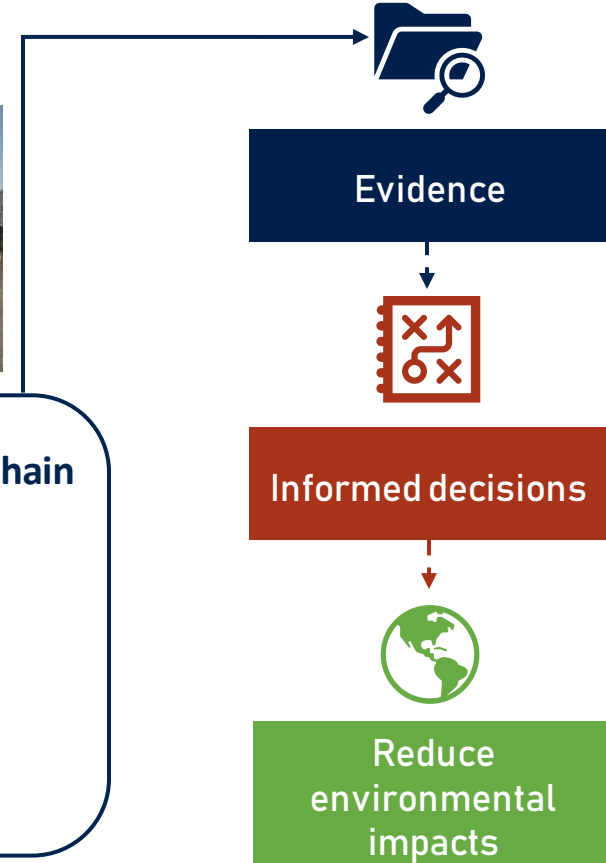 Evidence
hain
Informed decisions
Reduce
environmental
impacts